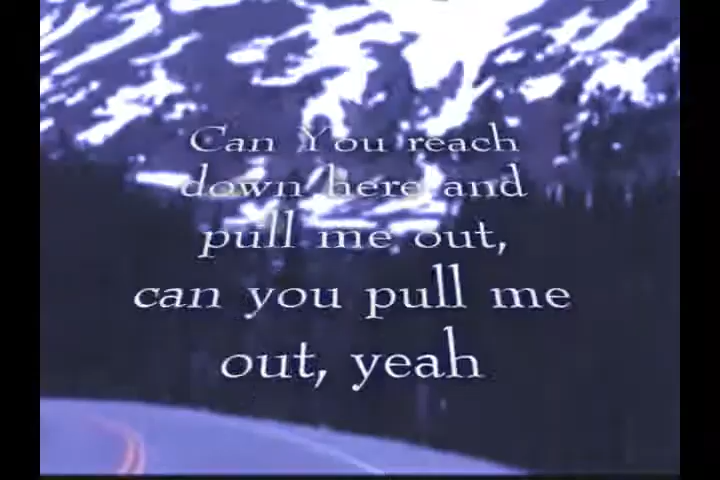 Can You reach
down here and
pull me out,
can you pull me
out, yeah